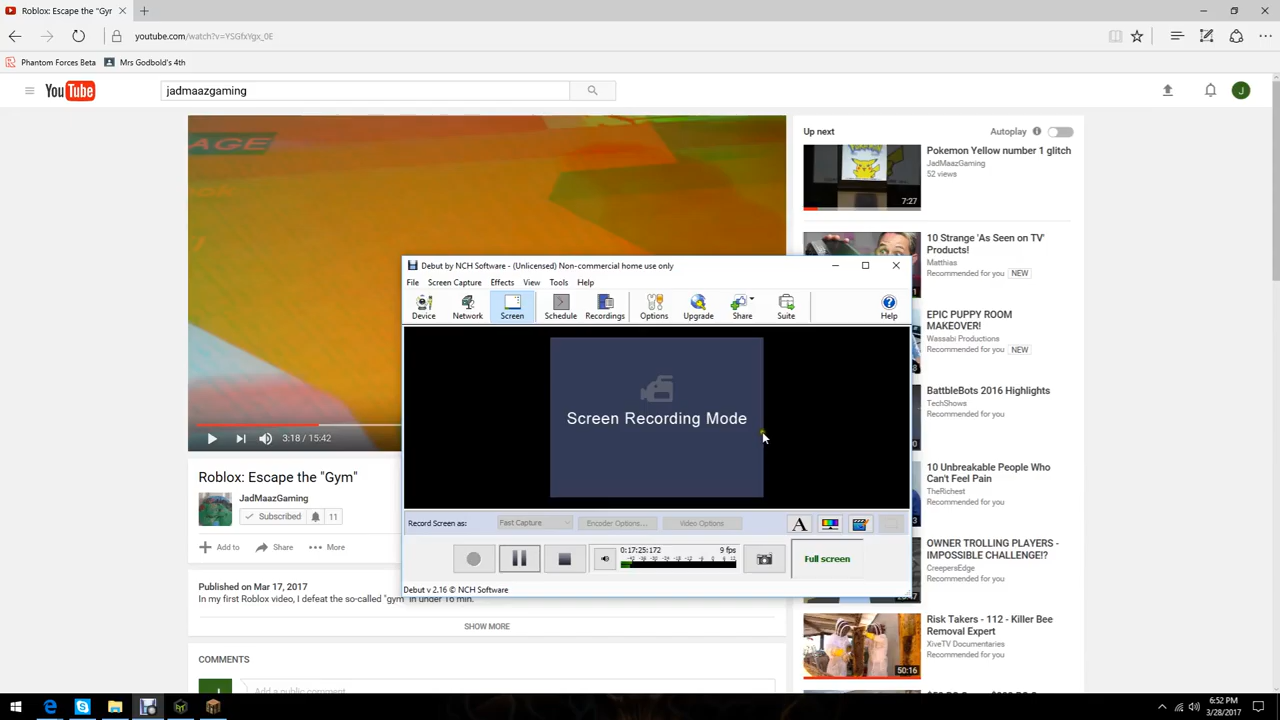 Roblox: Escape the "Gy
youtube.com/watch?v=YSGfxYgx_0E
Phantom Forces Beta
Mrs Godbold's 4th
YouTube
jadmaazgaming
J
AGE
3:18 / 15:42
Roblox: Escape the "Gym"
JadMaazGaming
Subscribed
11
Add to
Share
More
Published on Mar 17, 2017
In my first Roblox video, I defeat the so-called "gym" in under 16 min.
SHOW MORE
COMMENTS
Add a public comment...
Debut by NCH Software - (Unlicensed) Non-commercial home use only
File
Screen Capture
Effects
View
Tools
Help
Device
Network
Screen
Schedule
Recordings
Options
Upgrade
Share
Suite
Help
Screen Recording Mode
Record Screen as:
Fast Capture
Encoder Options...
Video Options
A
0:17:25:172
9 fps
Full screen
Debut v 2.16 © NCH Software
Up next
Autoplay
Pokemon Yellow number 1 glitch
JadMaazGaming
52 views
7:27
10 Strange 'As Seen on TV'
Products!
Matthias
Recommended for you
NEW
EPIC PUPPY ROOM
MAKEOVER!
Wassabi Productions
Recommended for you
NEW
BattbleBots 2016 Highlights
TechShows
Recommended for you
10 Unbreakable People Who
Can't Feel Pain
TheRichest
Recommended for you
OWNER TROLLING PLAYERS -
IMPOSSIBLE CHALLENGE!?
CreepersEdge
Recommended for you
Risk Takers - 112 - Killer Bee
Removal Expert
XiveTV Documentaries
Recommended for you
50:16
6:52 PM
3/28/2017